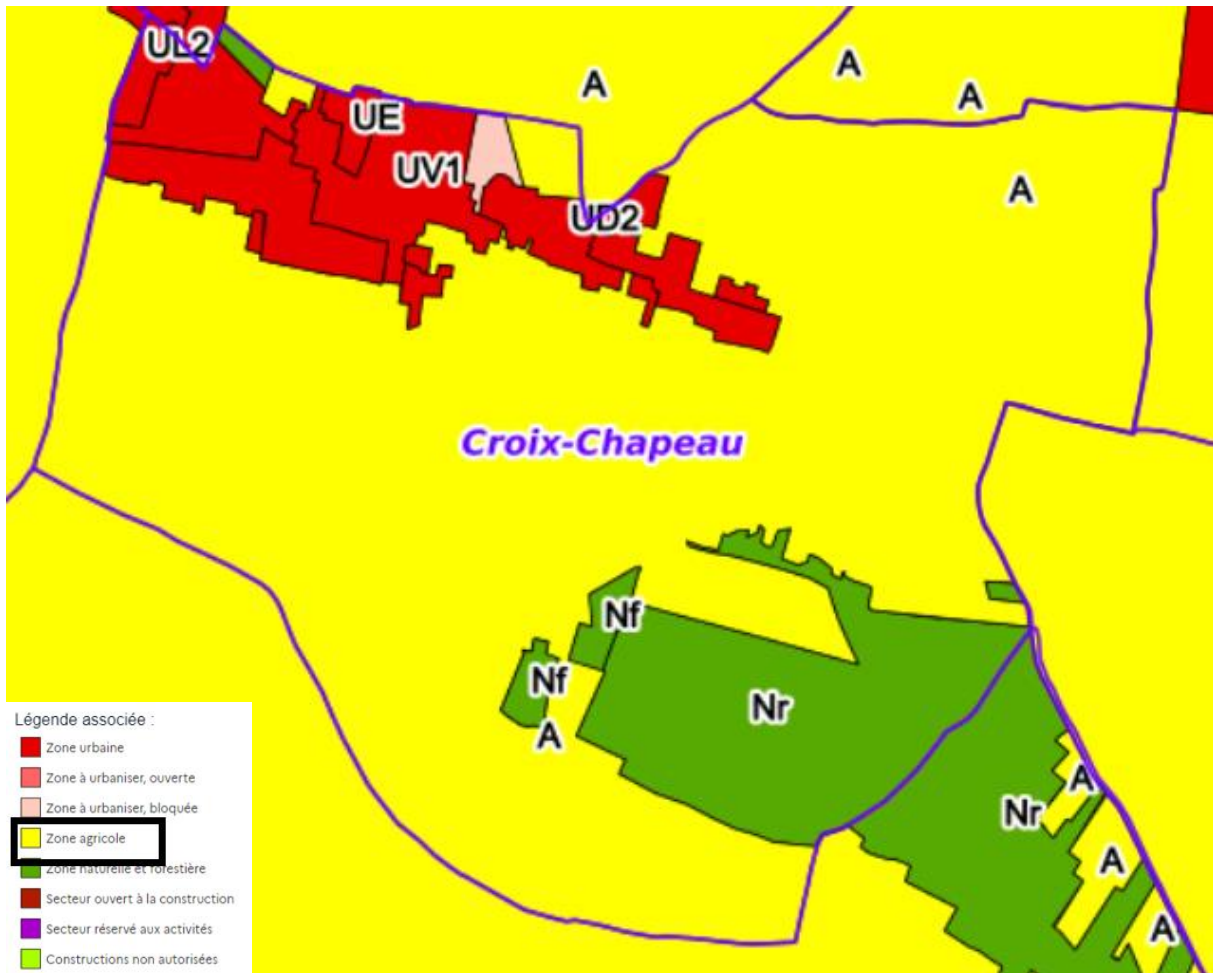 UL2
A
A
A
UE
UV1
A
UD2
Croix-Chapeau
Nf
Nf
Nr
A
A
Nr
A
A
Légende associée :
Zone urbaine
Zone à urbaniser, ouverte
Zone à urbaniser, bloquée
Zone agricole
Zone naturelle et forestière
Secteur ouvert à la construction
Secteur réservé aux activités
Constructions non autorisées